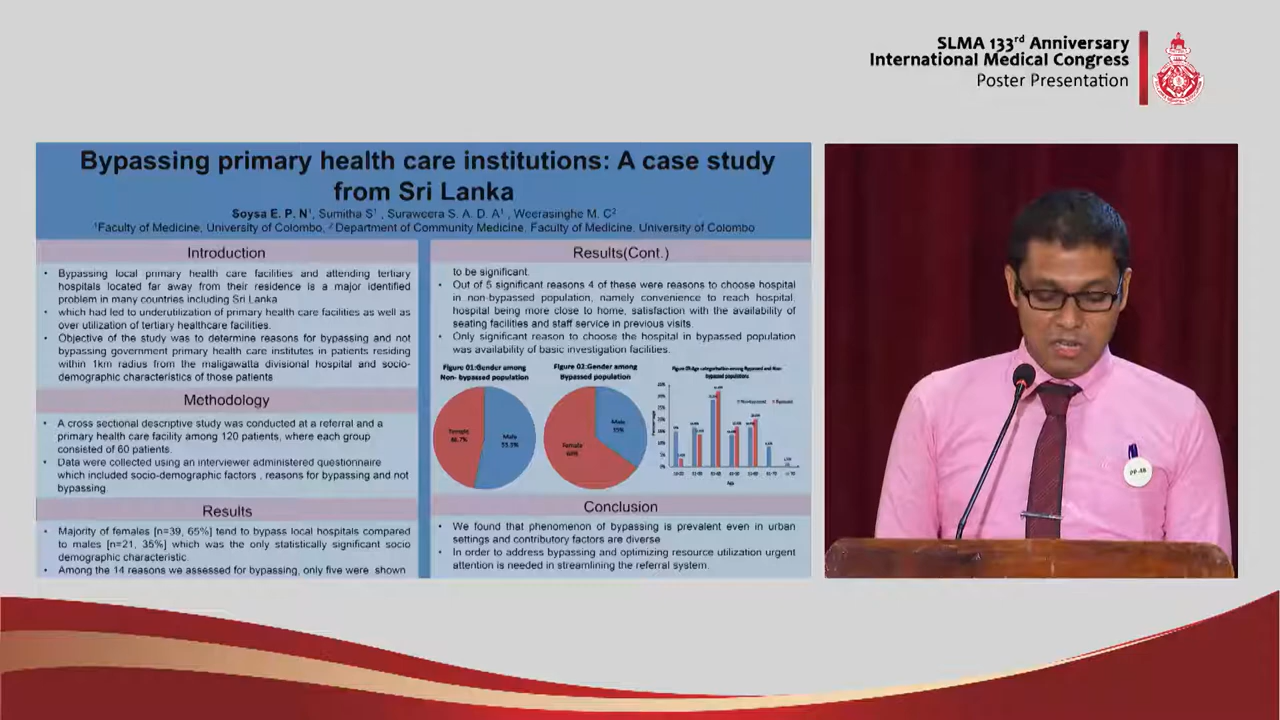 SLMA 133rd Anniversary
International Medical Congress
Poster Presentation
Bypassing primary health care institutions: A case study
from Sri Lanka
Soysa E. P. N¹, Sumitha S¹ , Suraweera S. A. D. A¹ , Weerasinghe M. C²
¹Faculty of Medicine, University of Colombo, ² Department of Community Medicine, Faculty of Medicine, University of Colombo
Introduction
• Bypassing local primary health care facilities and attending tertiary
hospitals located far away from their residence is a major identified
problem in many countries including Sri Lanka
• which had led to underutilization of primary health care facilities as well as
over utilization of tertiary healthcare facilities.
• Objective of the study was to determine reasons for bypassing and not
bypassing government primary health care institutes in patients residing
within 1km radius from the maligawatta divisional hospital and socio-
demographic characteristics of those patients
Methodology
• A cross sectional descriptive study was conducted at a referral and a
primary health care facility among 120 patients, where each group
consisted of 60 patients.
• Data were collected using an interviewer administered questionnaire
which included socio-demographic factors , reasons for bypassing and not
bypassing.
Results
• Majority of females [n=39, 65%] tend to bypass local hospitals compared
to males [n=21, 35%] which was the only statistically significant socio
demographic characteristic.
• Among the 14 reasons we assessed for bypassing, only five were shown
Results(Cont.)
to be significant.
• Out of 5 significant reasons 4 of these were reasons to choose hospital
in non-bypassed population, namely convenience to reach hospital,
hospital being more close to home, satisfaction with the availability of
seating facilities and staff service in previous visits.
• Only significant reason to choose the hospital in bypassed population
was availability of basic investigation facilities.
Figure 01:Gender among
Non- bypassed population
Female
46.7%
Male
53.3%
Figure 02:Gender among
Bypassed population
Male
35%
Female
Age
Conclusion
• We found that phenomenon of bypassing is prevalent even in urban
settings and contributory factors are diverse
• In order to address bypassing and optimizing resource utilization urgent
attention is needed in streamlining the referral system.